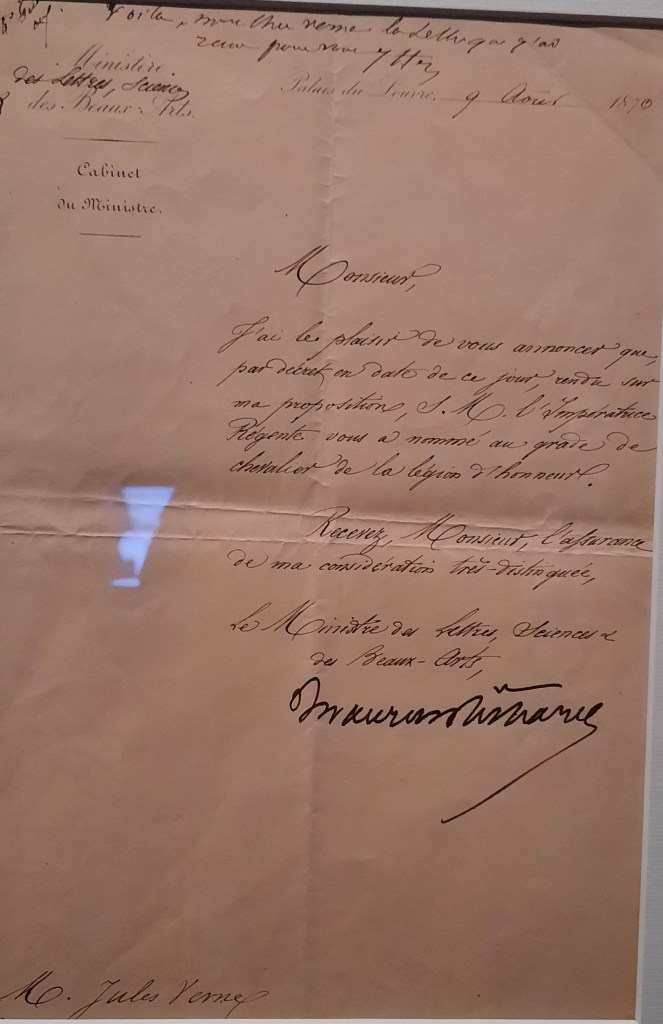 Voila, mon cher verne la lettre que j'ai
pour vous
Ministère
des Lettres, Sciences
& des Beaux-Arts.
Palais du Louvre, 9 Août 1870
Cabinet
du Ministre.
Monsieur,
J'ai le plaisir de vous annoncer que,
par décret en date de ce jour, rendu sur
ma proposition, S. M. l'Impératrice
Régente vous a nommé au grade de
chevalier de la légion d'honneur.
Recevez, Monsieur, l'assurance
de ma considération très-distinguée,
Le Ministre des Lettres, Sciences &
des Beaux-Arts,
M. Jules Verne